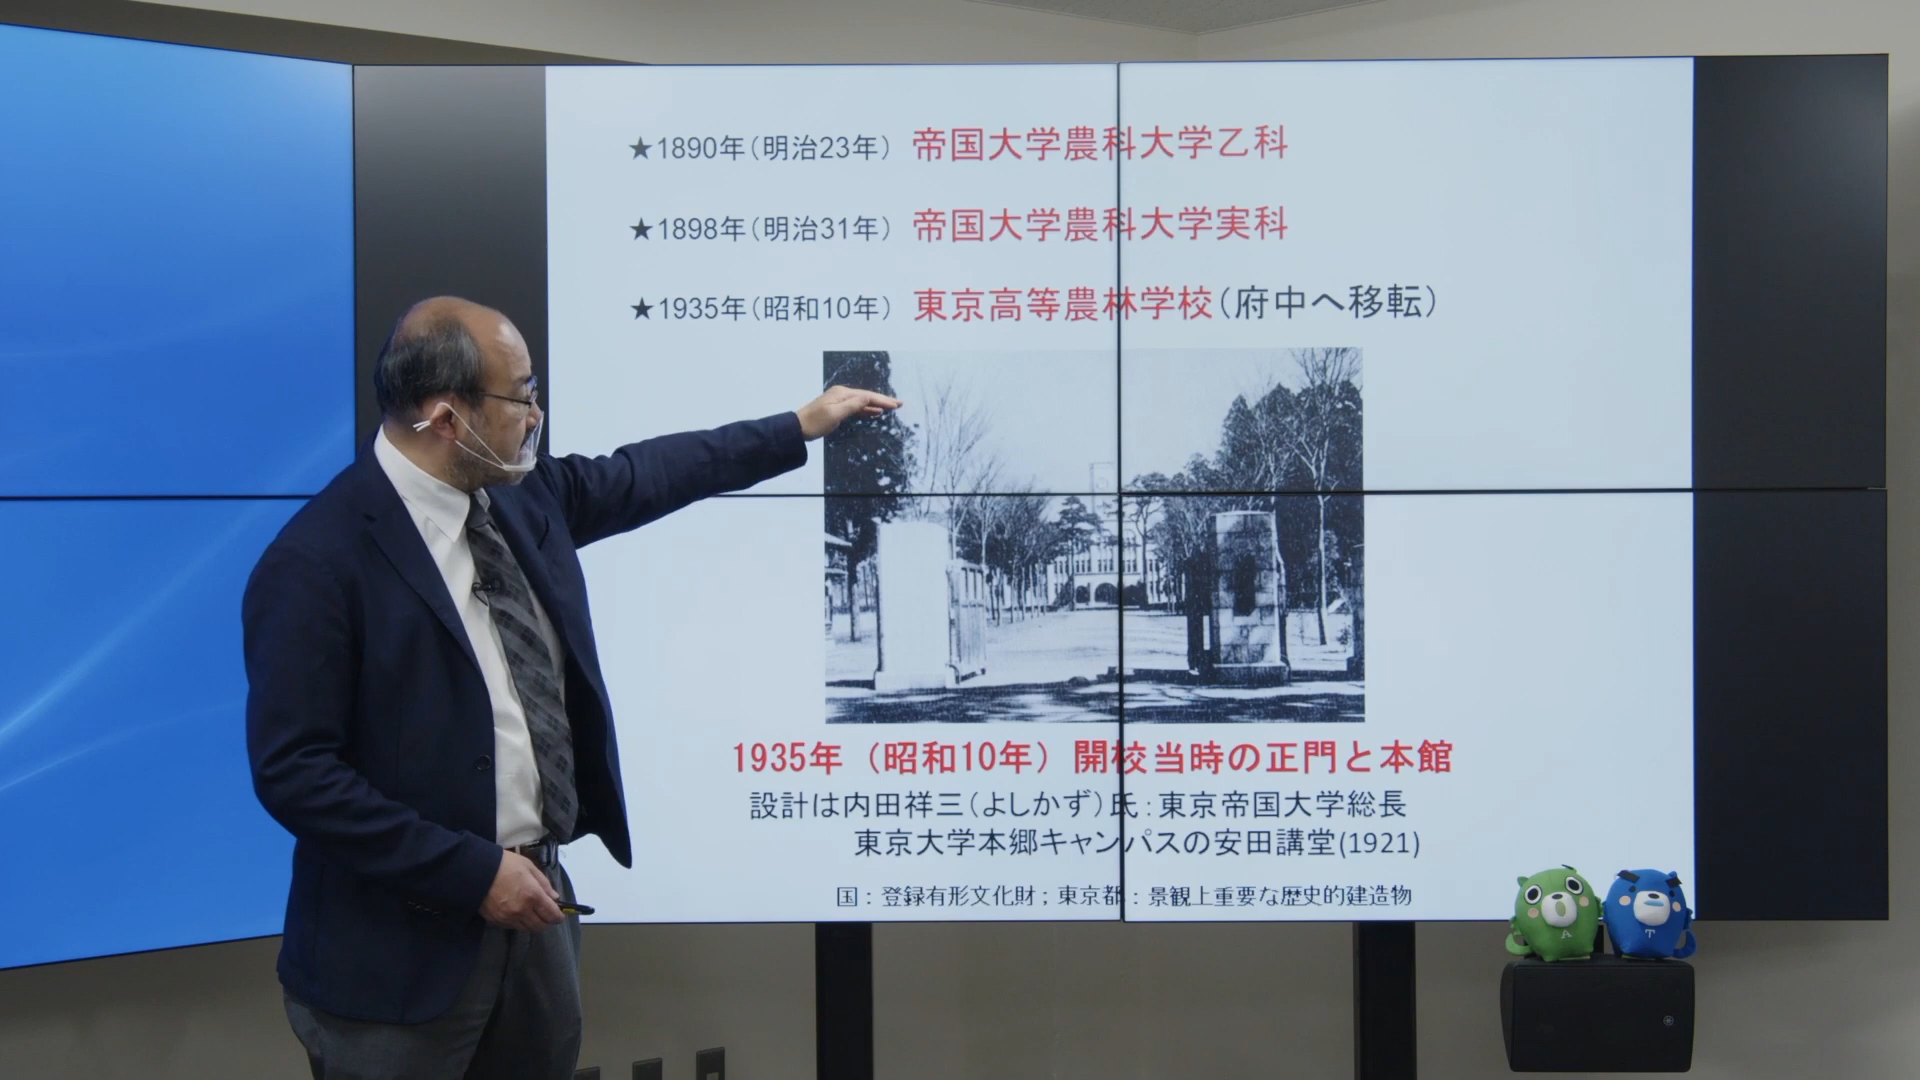 ★1890年(明治23年) 帝国大学農科大学乙科
★1898年(明治31年) 帝国大学農科大学実科
★1935年(昭和10年) 東京高等農林学校(府中へ移転)
1935年(昭和10年)開校当時の正門と本館
設計は内田祥三(よしかず)氏:東京帝国大学総長
東京大学本郷キャンパスの安田講堂(1921)
国:登録有形文化財;東京都:景観上重要な歴史的建造物
A T